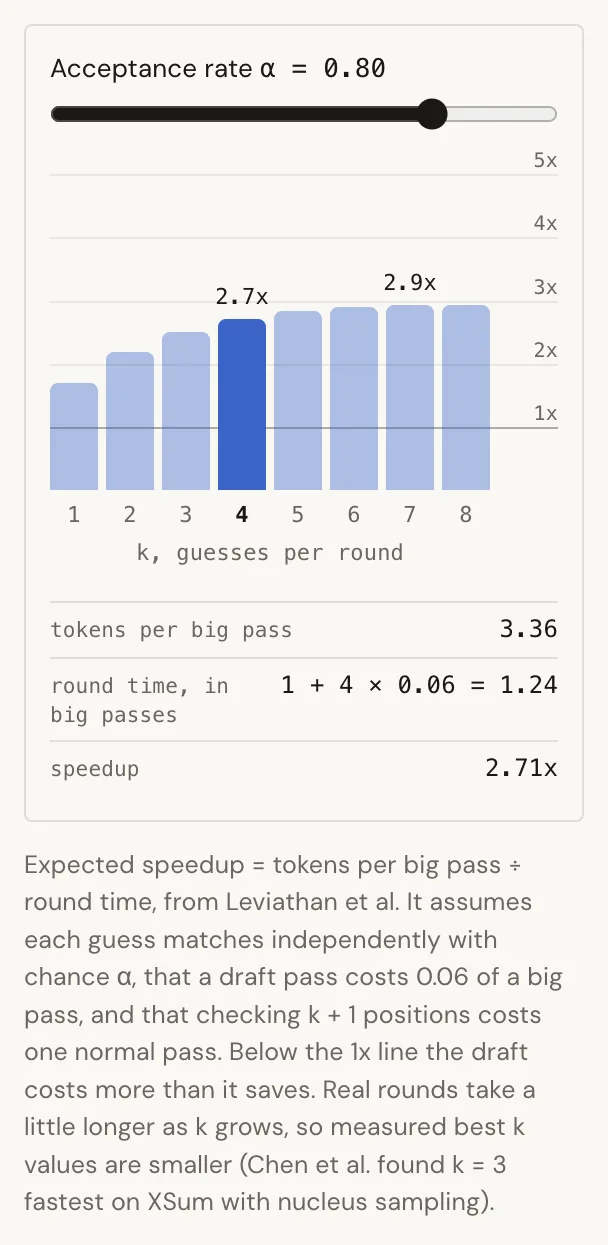 Acceptance rate α = 0.80
5x
4x
3x
2x
1x
2.7x
2.9x
1 2 3 4 5 6 7 8
k, guesses per round
tokens per big pass 3.36
round time, in 1 + 4 × 0.06 = 1.24
big passes
speedup 2.71x
Expected speedup = tokens per big pass ÷
round time, from Leviathan et al. It assumes
each guess matches independently with
chance α, that a draft pass costs 0.06 of a big
pass, and that checking k + 1 positions costs
one normal pass. Below the 1x line the draft
costs more than it saves. Real rounds take a
little longer as k grows, so measured best k
values are smaller (Chen et al. found k = 3
fastest on XSum with nucleus sampling).